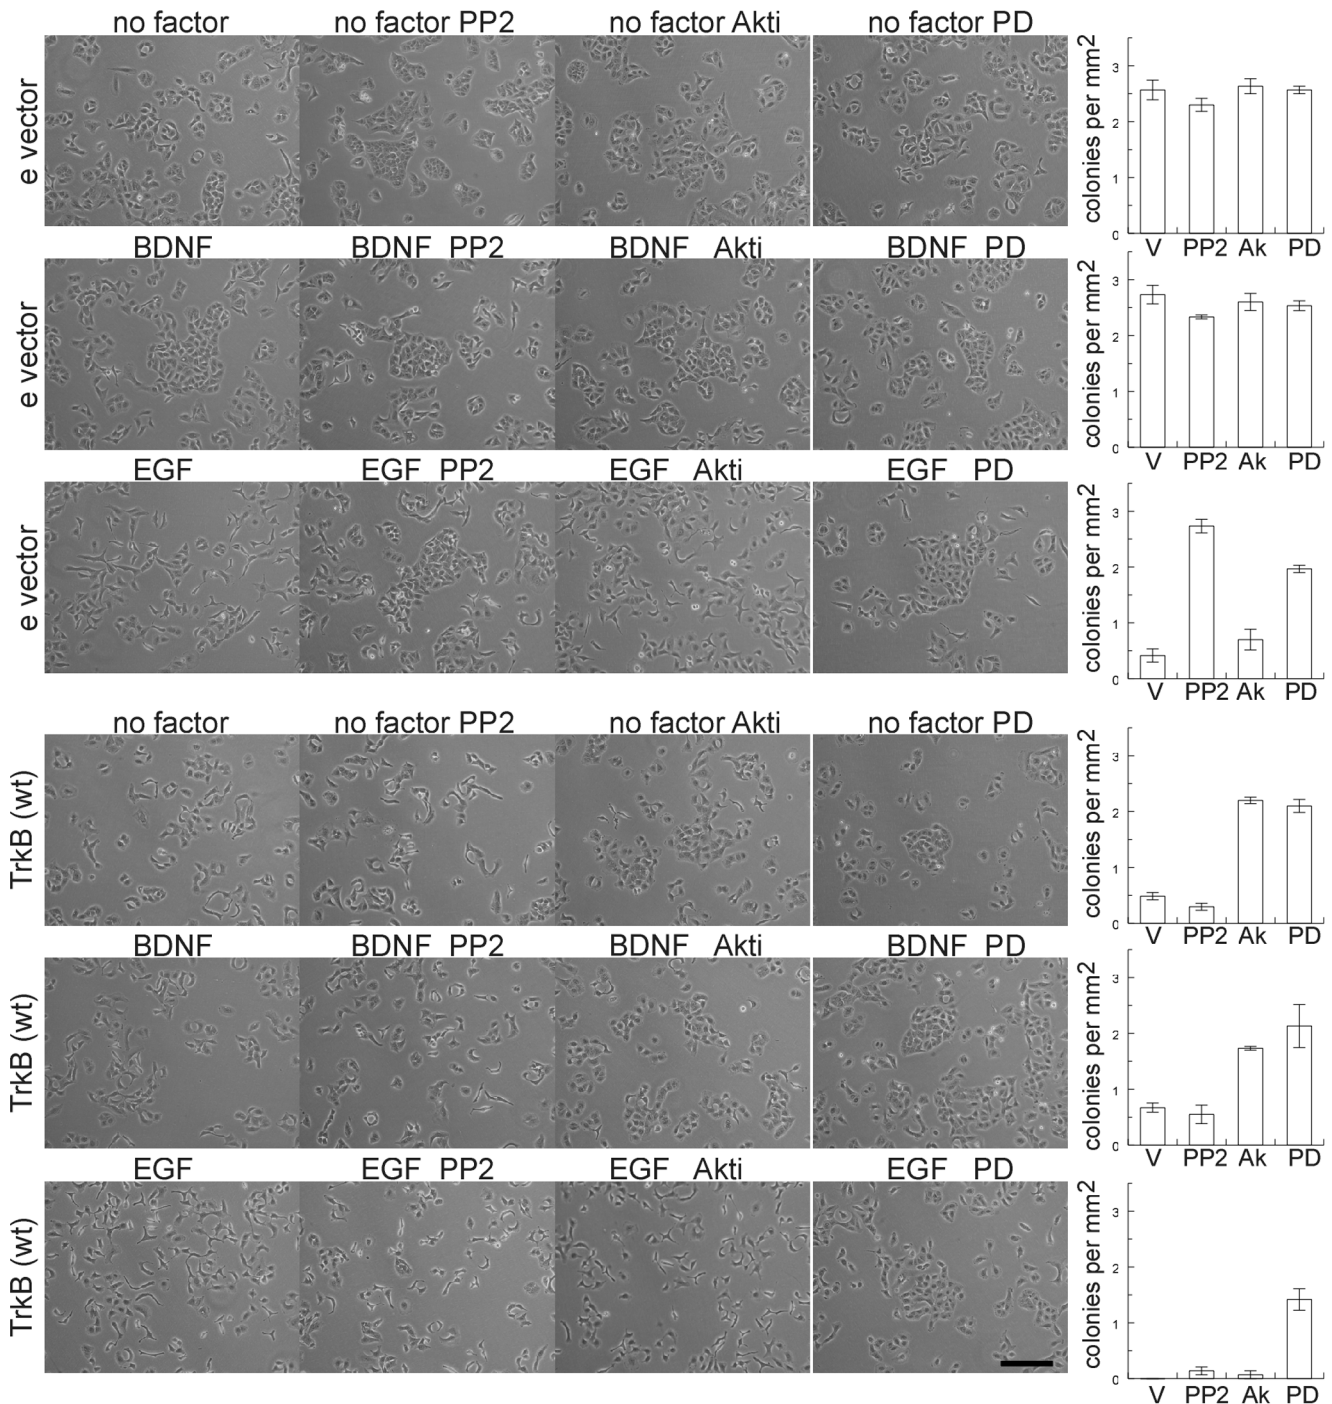 no factor no factor PP2 no factor Akti no factor PD
e vector
colonies per mm2
3
2
1
0
V PP2 Ak PD
BDNF BDNF PP2 BDNF Akti BDNF PD
e vector
colonies per mm2
3
2
1
0
V PP2 Ak PD
EGF EGF PP2 EGF Akti EGF PD
e vector
colonies per mm2
3
2
1
0
V PP2 Ak PD
no factor no factor PP2 no factor Akti no factor PD
TrkB (wt)
colonies per mm2
3
2
1
0
V PP2 Ak PD
BDNF BDNF PP2 BDNF Akti BDNF PD
TrkB (wt)
colonies per mm2
3
2
1
0
V PP2 Ak PD
EGF EGF PP2 EGF Akti EGF PD
TrkB (wt)
colonies per mm2
3
2
1
0
V PP2 Ak PD